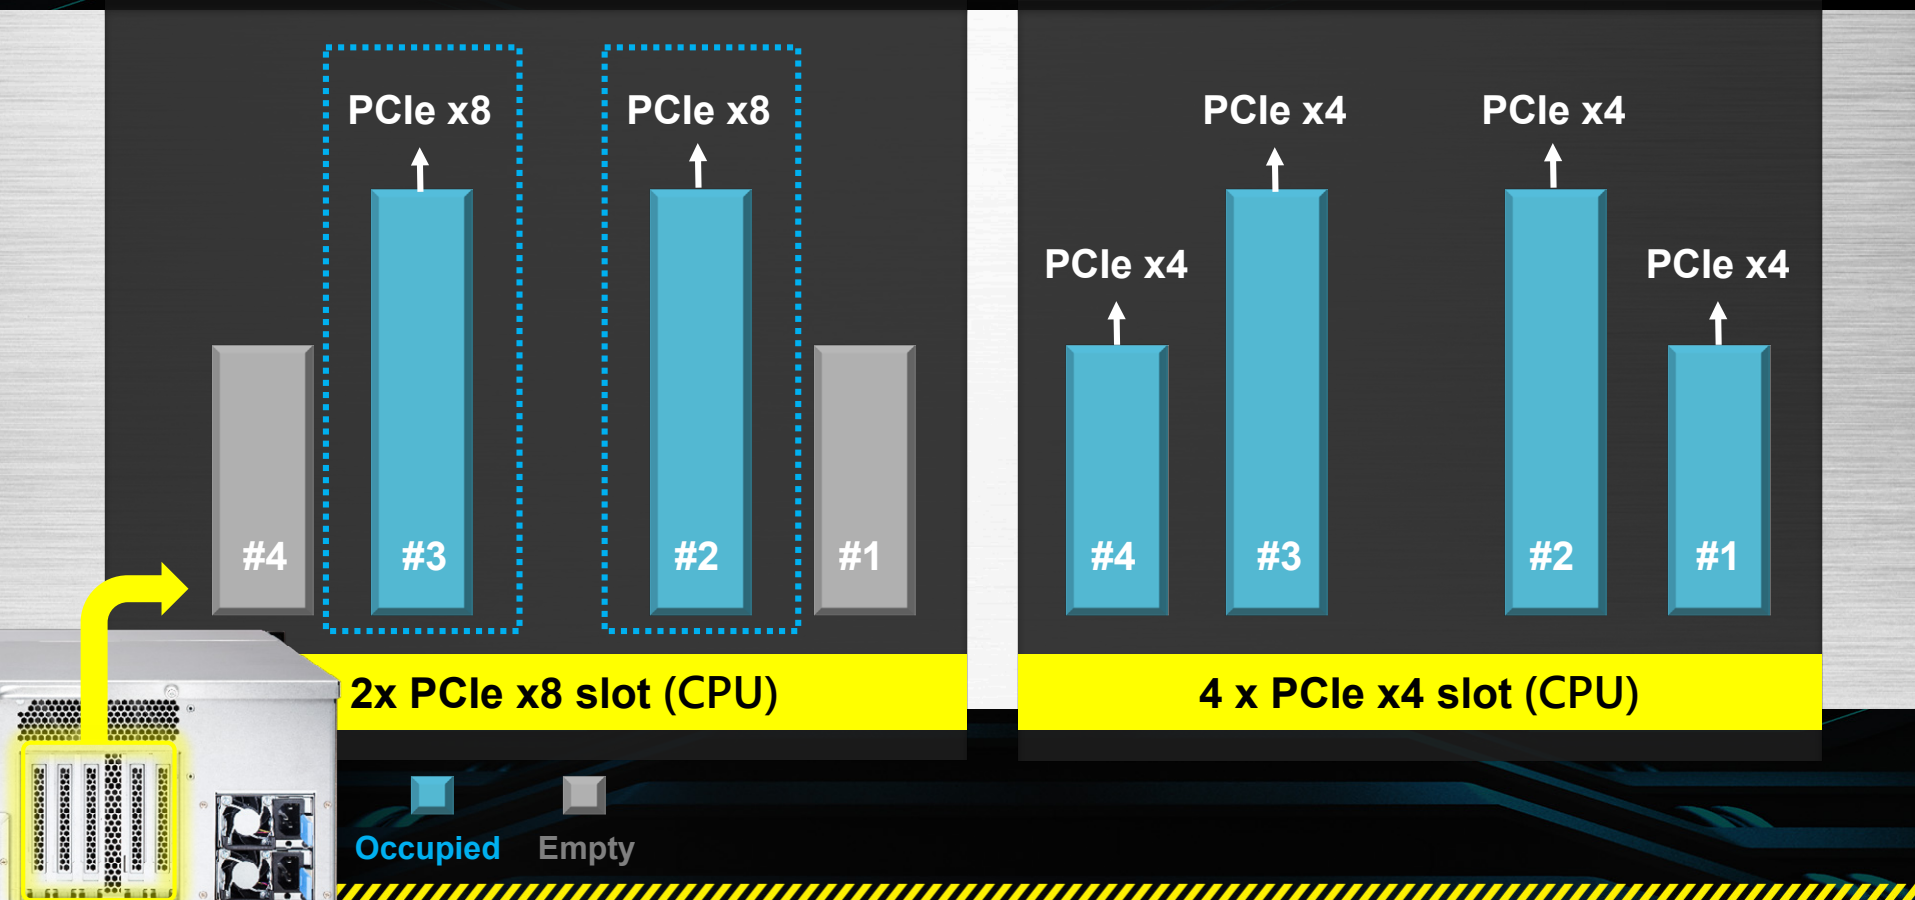 PCIe x8
PCIe x8
#4
#3
#2
#1
2x PCIe x8 slot (CPU)
PCIe x4
PCIe x4
PCIe x4
PCIe x4
#4
#3
#2
#1
4 x PCIe x4 slot (CPU)
Occupied
Empty